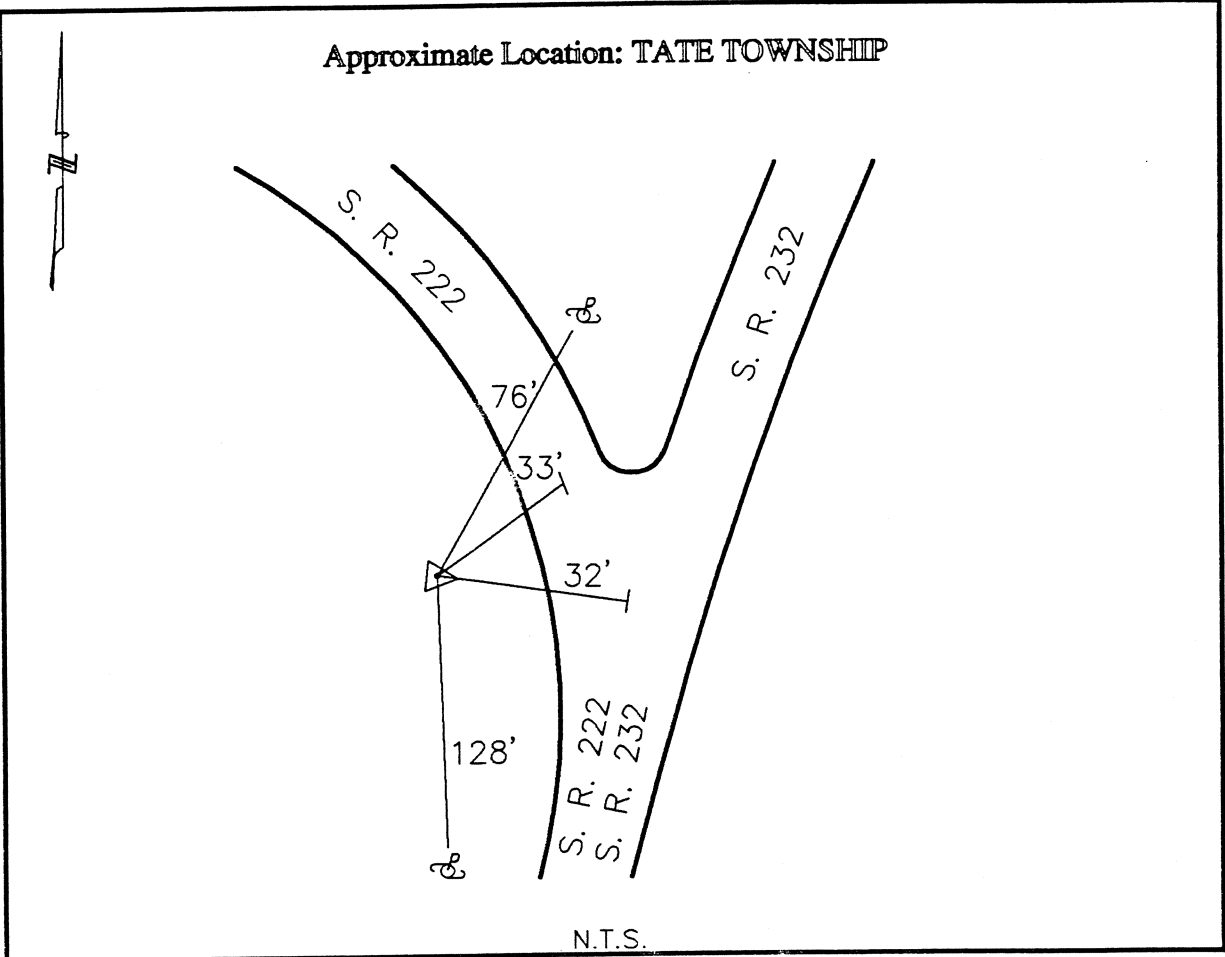 Approximate Location: TATE TOWNSHIP
N
S. R. 222
S. R. 232
76'
33'
32'
128'
S. R. 222
S. R. 232
N.T.S.